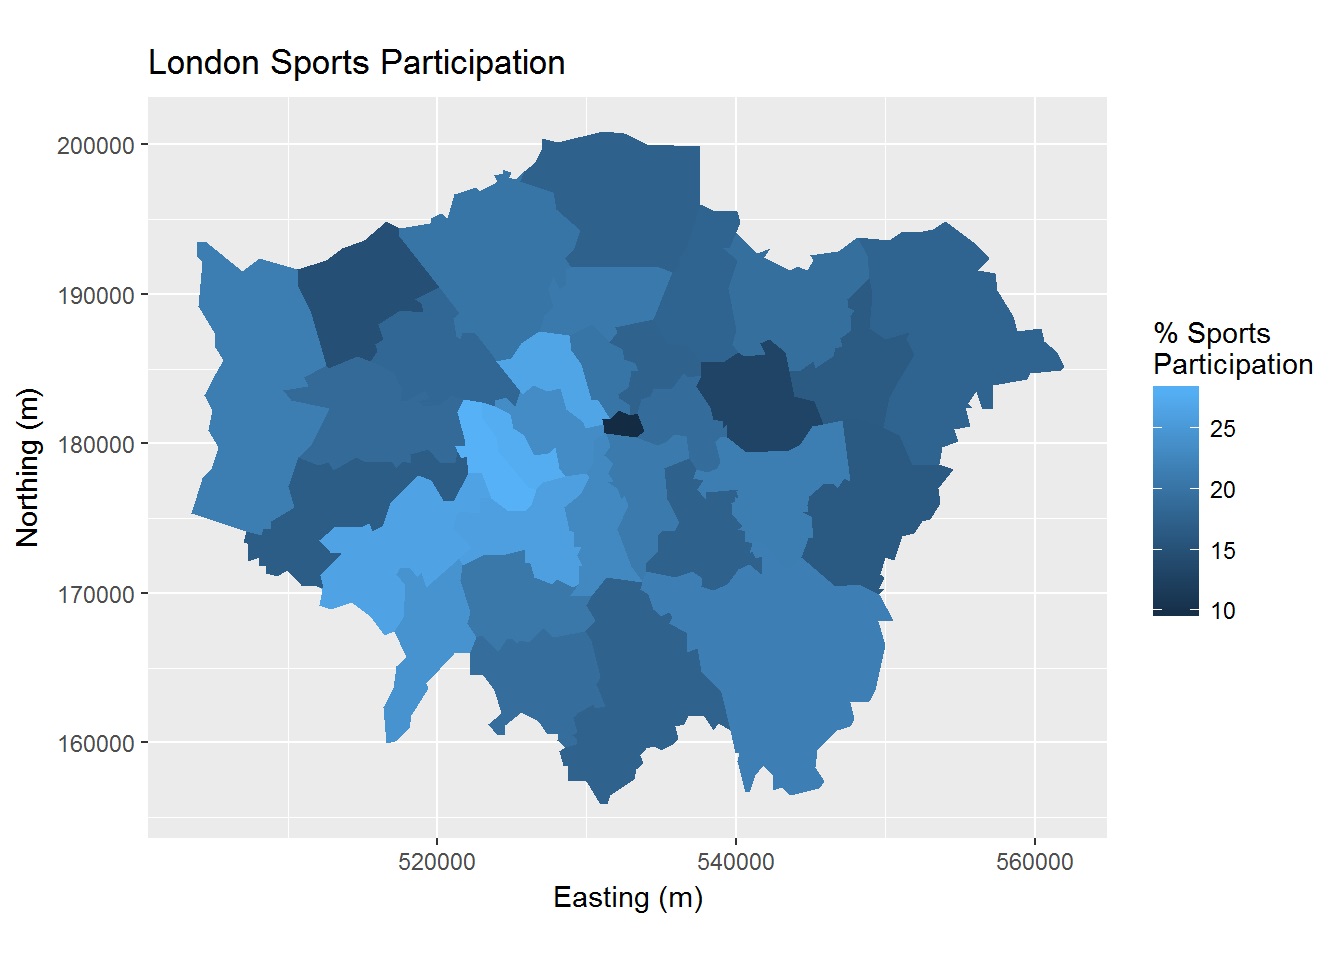 London Sports Participation
200000
190000
180000
170000
160000
Northing (m)
520000
540000
560000
Easting (m)
% Sports
Participation
25
20
15
10